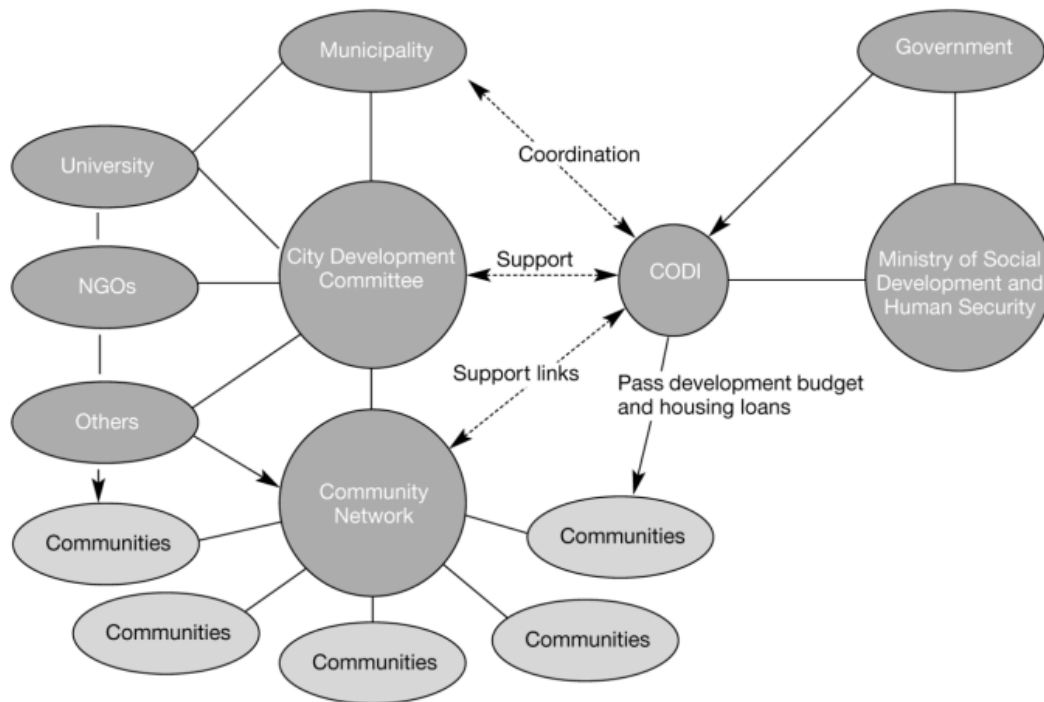 Municipality
Government
University
Coordination
City Development
Committee
Support
CODI
Ministry of Social
Development and
Human Security
NGOs
Support links
Pass development budget
and housing loans
Others
Community
Network
Communities
Communities
Communities
Communities
Communities